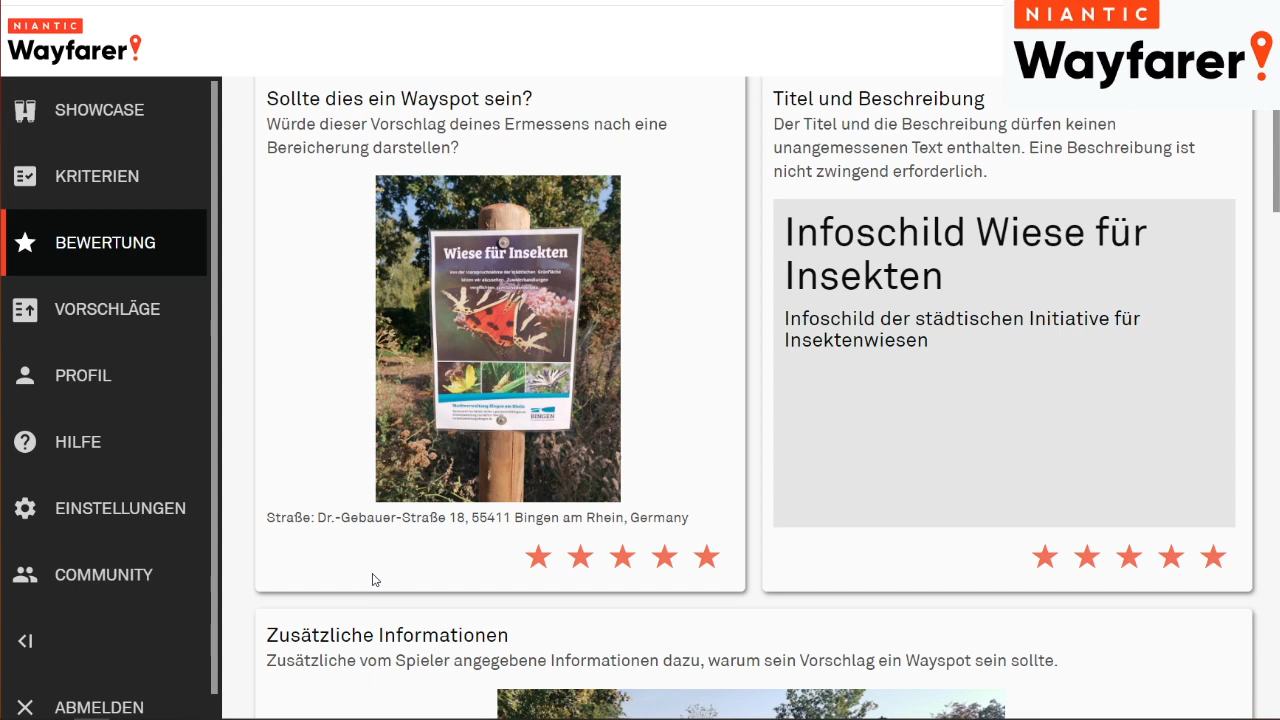 NIANTIC
Wayfarer
NIANTIC
Wayfarer
SHOWCASE
KRITERIEN
BEWERTUNG
VORSCHLÄGE
PROFIL
HILFE
EINSTELLUNGEN
COMMUNITY
ABMELDEN
Sollte dies ein Wayspot sein?
Würde dieser Vorschlag deines Ermessens nach eine
Bereicherung darstellen?
Wiese für Insekten
Stadtverwaltung Bingen am Rhein
BINGEN
Straße: Dr.-Gebauer-Straße 18, 55411 Bingen am Rhein, Germany
Titel und Beschreibung
Der Titel und die Beschreibung dürfen keinen
unangemessenen Text enthalten. Eine Beschreibung ist
nicht zwingend erforderlich.
Infoschild Wiese für
Insekten
Infoschild der städtischen Initiative für
Insektenwiesen
Zusätzliche Informationen
Zusätzliche vom Spieler angegebene Informationen dazu, warum sein Vorschlag ein Wayspot sein sollte.